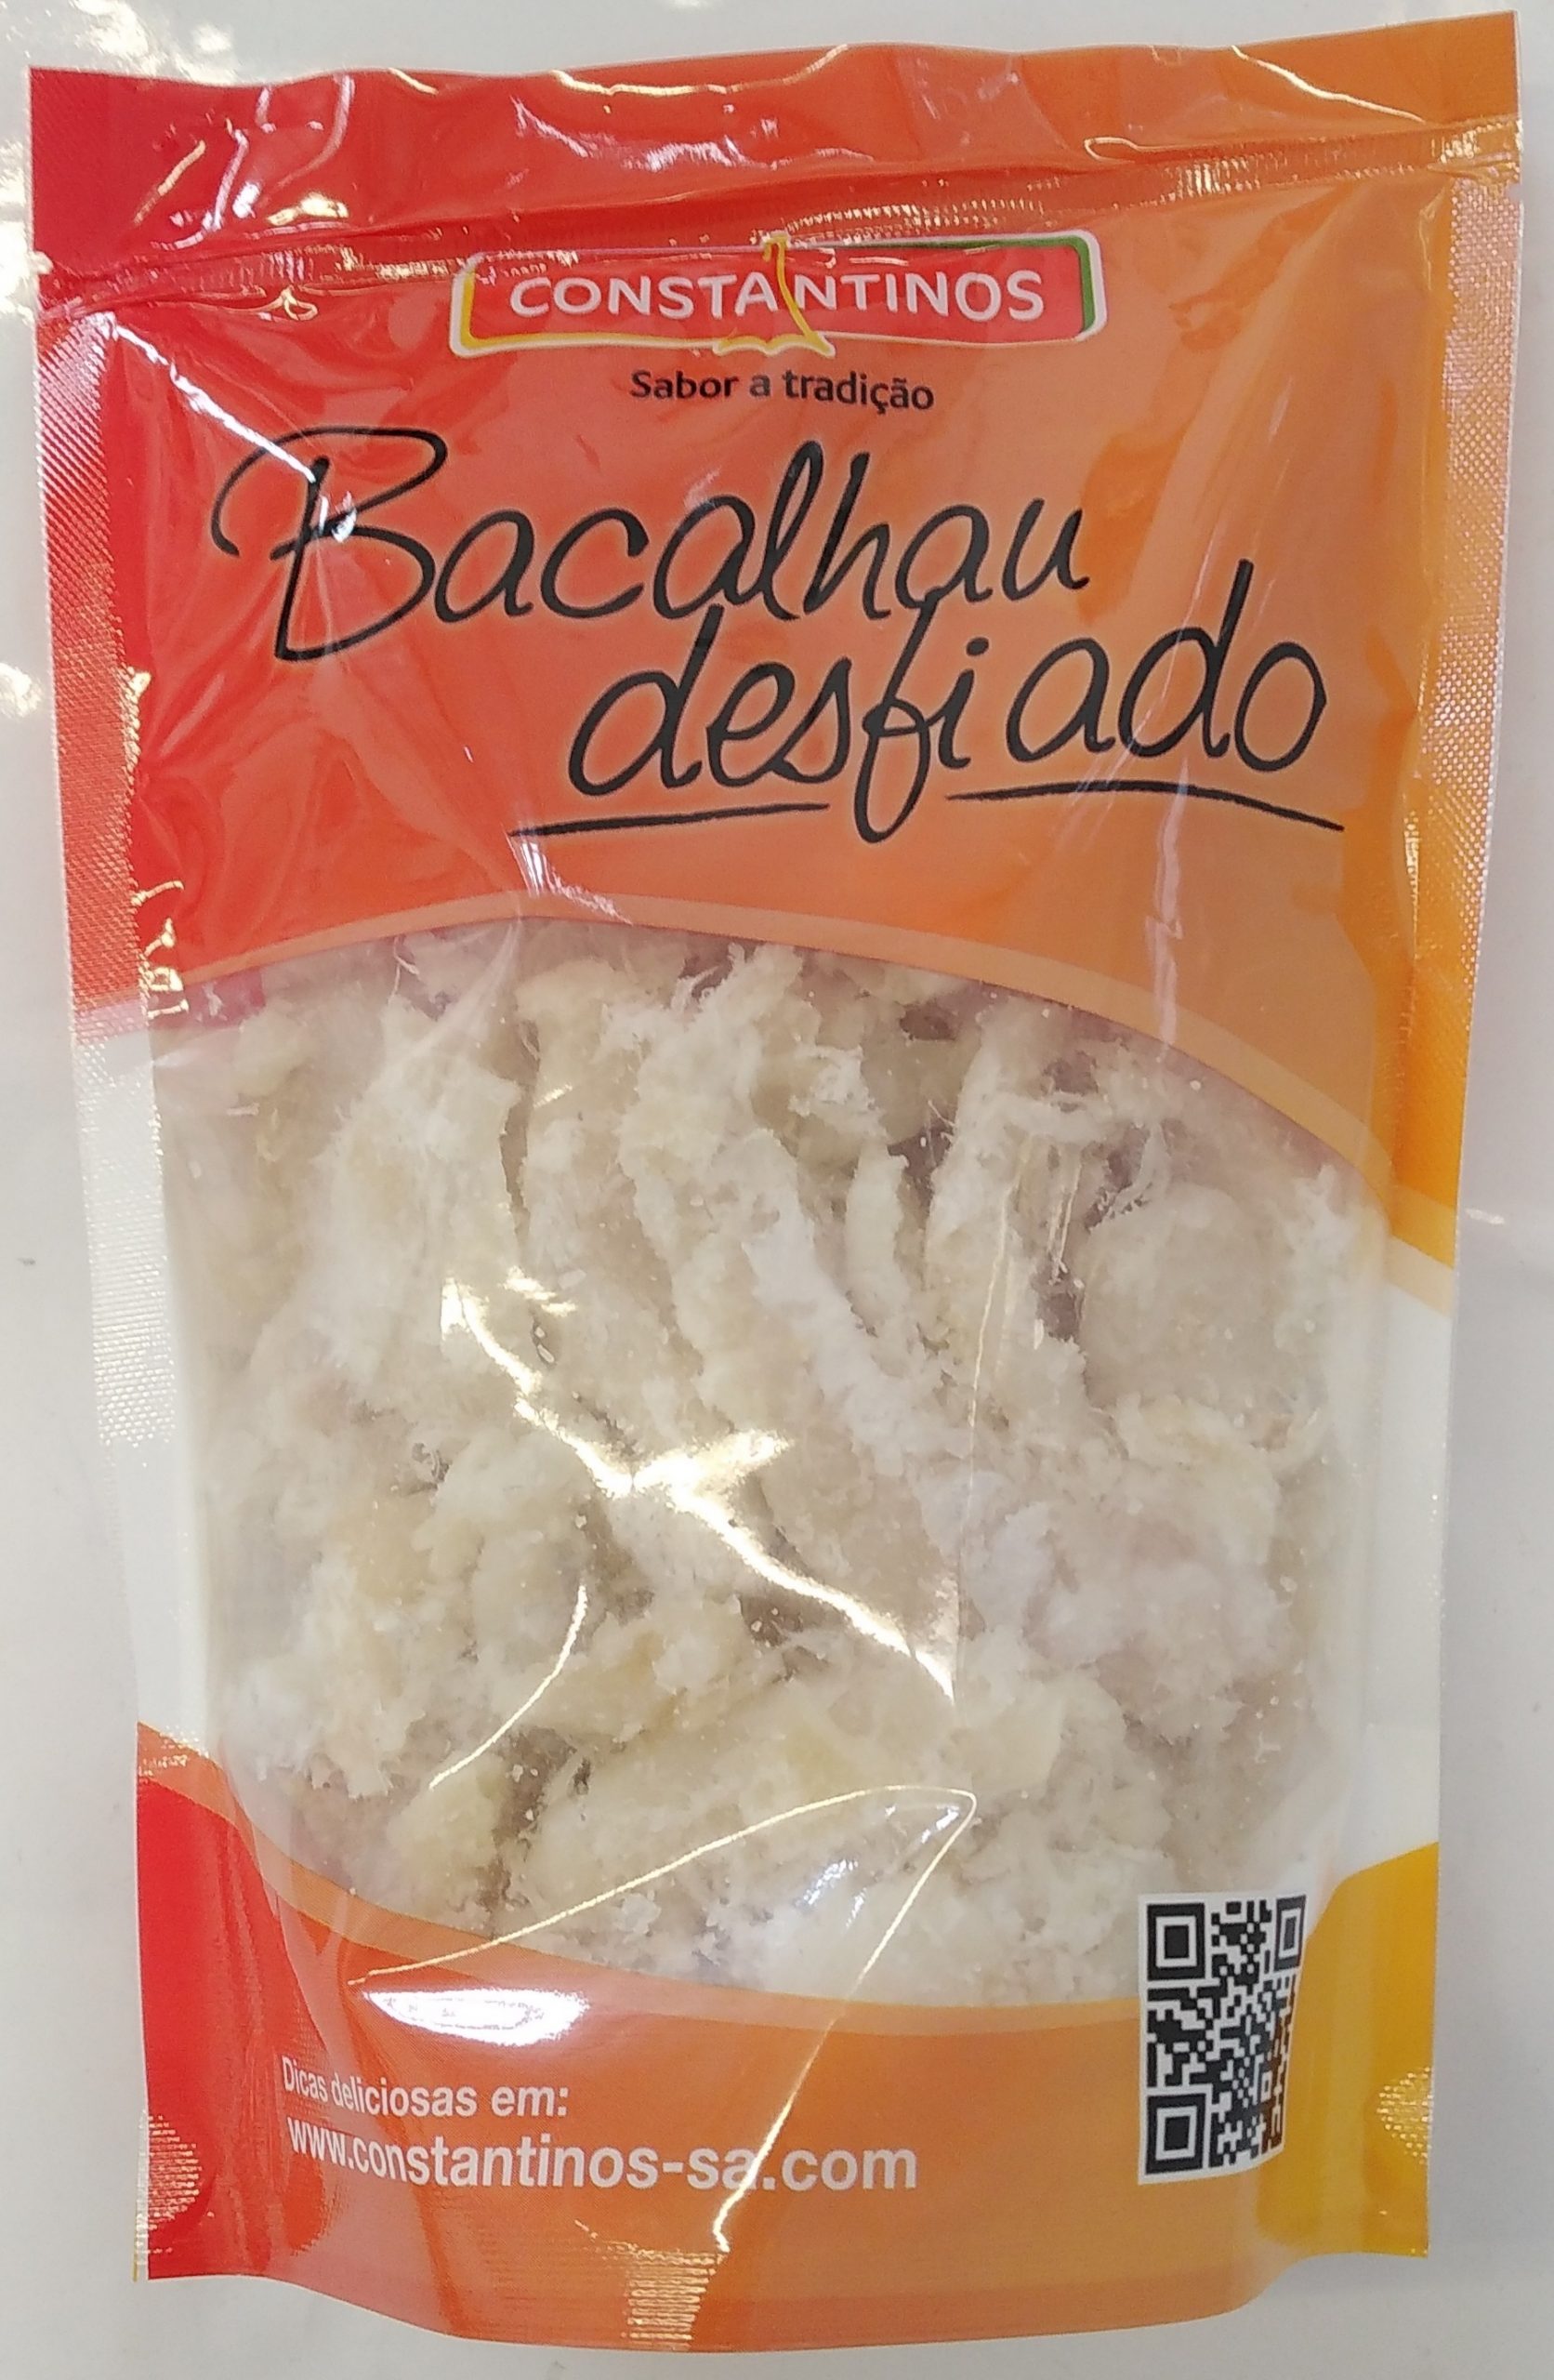 CONSTANTINOS
Sabor a tradição
Bacalhau
desfiado
Dicas deliciosas em:
www.constantinos-sa.com